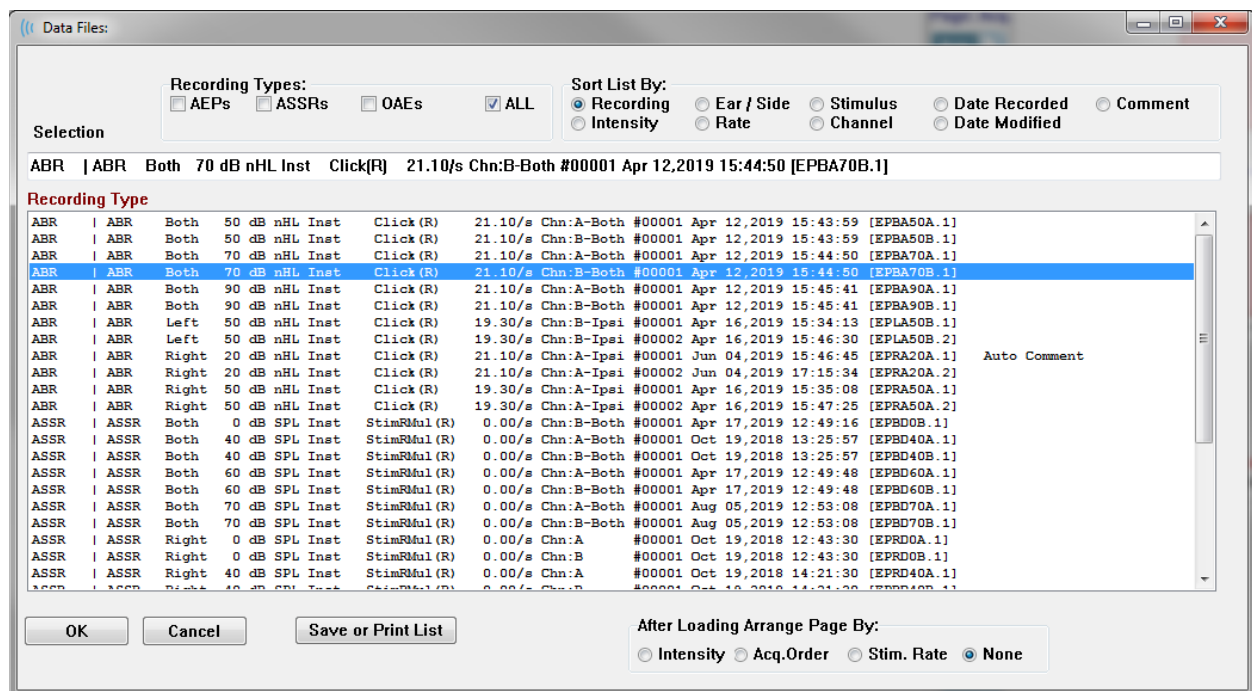 Data Files:
Recording Types:
AEPs ASSRs OAEs ALL
Sort List By:
Recording Ear / Side Stimulus Date Recorded Comment
Intensity Rate Channel Date Modified
Selection
ABR | ABR Both 70 dB nHL Inst Click(R) 21.10/s Chn:B-Both #00001 Apr 12,2019 15:44:50 [EPBA70B.1]
Recording Type
ABR | ABR Both 50 dB nHL Inst Click(R) 21.10/s Chn:A-Both #00001 Apr 12,2019 15:43:59 [EPBA50A.1]
ABR | ABR Both 50 dB nHL Inst Click(R) 21.10/s Chn:B-Both #00001 Apr 12,2019 15:43:59 [EPBA50B.1]
ABR | ABR Both 70 dB nHL Inst Click(R) 21.10/s Chn:A-Both #00001 Apr 12,2019 15:44:50 [EPBA70A.1]
ABR | ABR Both 70 dB nHL Inst Click(R) 21.10/s Chn:B-Both #00001 Apr 12,2019 15:44:50 [EPBA70B.1]
ABR | ABR Both 90 dB nHL Inst Click(R) 21.10/s Chn:A-Both #00001 Apr 12,2019 15:45:41 [EPBA90A.1]
ABR | ABR Both 90 dB nHL Inst Click(R) 21.10/s Chn:B-Both #00001 Apr 12,2019 15:45:41 [EPBA90B.1]
ABR | ABR Left 50 dB nHL Inst Click(R) 19.30/s Chn:B-Ipsi #00001 Apr 16,2019 15:34:13 [EPLA50B.1]
ABR | ABR Left 50 dB nHL Inst Click(R) 19.30/s Chn:B-Ipsi #00002 Apr 16,2019 15:46:30 [EPLA50B.2]
ABR | ABR Right 20 dB nHL Inst Click(R) 21.10/s Chn:A-Ipsi #00001 Jun 04,2019 15:46:45 [EPRA20A.1] Auto Comment
ABR | ABR Right 20 dB nHL Inst Click(R) 21.10/s Chn:A-Ipsi #00002 Jun 04,2019 17:15:34 [EPRA20A.2]
ABR | ABR Right 50 dB nHL Inst Click(R) 19.30/s Chn:A-Ipsi #00001 Apr 16,2019 15:35:08 [EPRA50A.1]
ABR | ABR Right 50 dB nHL Inst Click(R) 19.30/s Chn:A-Ipsi #00002 Apr 16,2019 15:47:25 [EPRA50A.2]
ASSR | ASSR Both 0 dB SPL Inst StimRMul(R) 0.00/s Chn:B-Both #00001 Apr 17,2019 12:49:16 [EPBD0B.1]
ASSR | ASSR Both 40 dB SPL Inst StimRMul(R) 0.00/s Chn:A-Both #00001 Oct 19,2018 13:25:57 [EPBD40A.1]
ASSR | ASSR Both 40 dB SPL Inst StimRMul(R) 0.00/s Chn:B-Both #00001 Oct 19,2018 13:25:57 [EPBD40B.1]
ASSR | ASSR Both 60 dB SPL Inst StimRMul(R) 0.00/s Chn:A-Both #00001 Apr 17,2019 12:49:48 [EPBD60A.1]
ASSR | ASSR Both 60 dB SPL Inst StimRMul(R) 0.00/s Chn:B-Both #00001 Apr 17,2019 12:49:48 [EPBD60B.1]
ASSR | ASSR Both 70 dB SPL Inst StimRMul(R) 0.00/s Chn:A-Both #00001 Aug 05,2019 12:53:08 [EPBD70A.1]
ASSR | ASSR Both 70 dB SPL Inst StimRMul(R) 0.00/s Chn:B-Both #00001 Aug 05,2019 12:53:08 [EPBD70B.1]
ASSR | ASSR Right 0 dB SPL Inst StimRMul(R) 0.00/s Chn:A #00001 Oct 19,2018 12:43:30 [EPRD0A.1]
ASSR | ASSR Right 0 dB SPL Inst StimRMul(R) 0.00/s Chn:B #00001 Oct 19,2018 12:43:30 [EPRD0B.1]
ASSR | ASSR Right 40 dB SPL Inst StimRMul(R) 0.00/s Chn:A #00001 Oct 19,2018 14:21:30 [EPRD40A.1]
OK Cancel Save or Print List
After Loading Arrange Page By:
Intensity Acq.Order Stim. Rate None